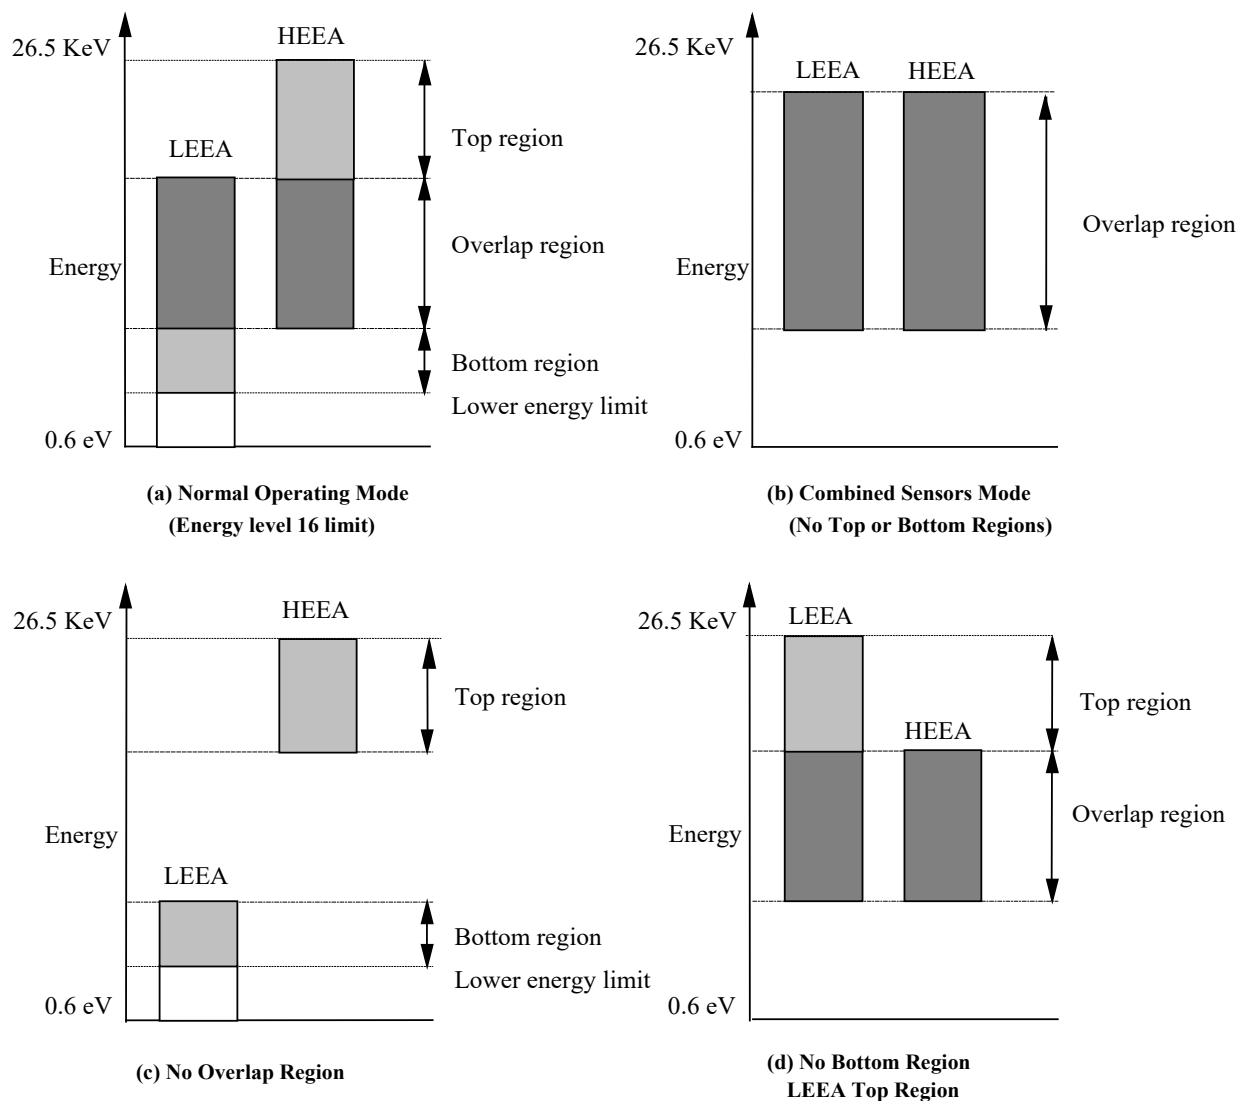 26.5 KeV
HEEA
LEEA
Top region
Overlap region
Energy
Bottom region
Lower energy limit
0.6 eV
(a) Normal Operating Mode
(Energy level 16 limit)
26.5 KeV
LEEA
HEEA
Overlap region
Energy
0.6 eV
(b) Combined Sensors Mode
(No Top or Bottom Regions)
26.5 KeV
HEEA
Top region
Energy
LEEA
Bottom region
Lower energy limit
0.6 eV
(c) No Overlap Region
26.5 KeV
LEEA
Top region
HEEA
Overlap region
Energy
0.6 eV
(d) No Bottom Region
LEEA Top Region